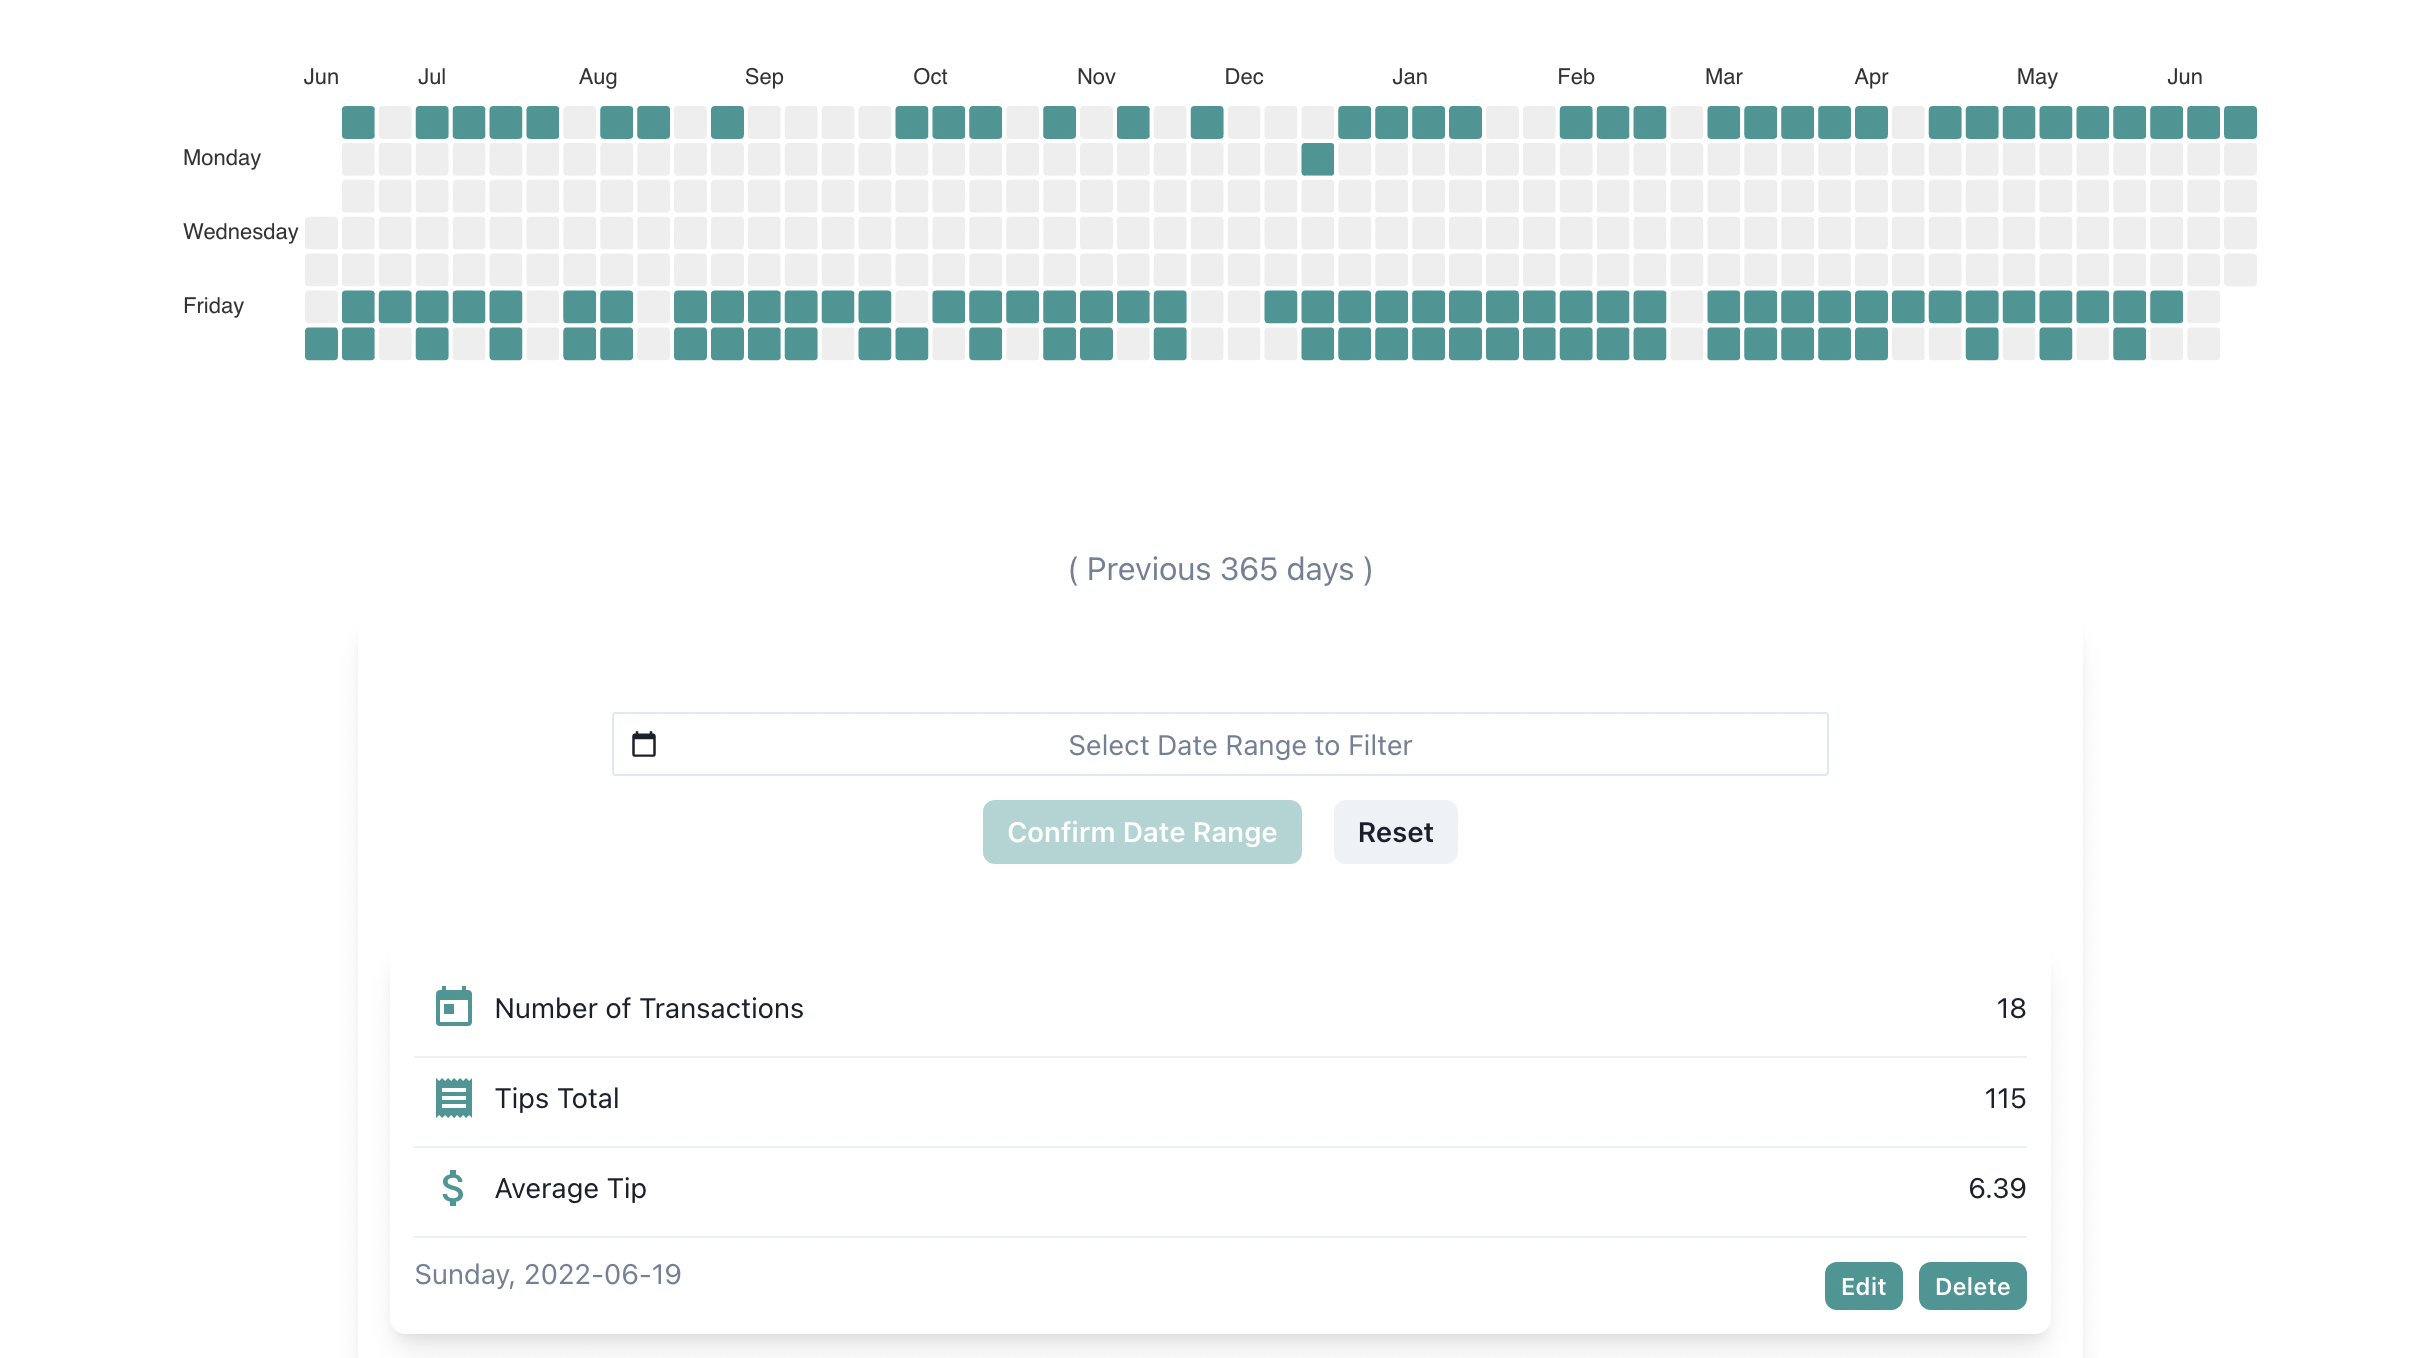 Jun Jul Aug Sep Oct Nov Dec Jan Feb Mar Apr May Jun
Monday
Wednesday
Friday
( Previous 365 days )
Select Date Range to Filter
Confirm Date Range Reset
Number of Transactions 18
Tips Total 115
Average Tip 6.39
Sunday, 2022-06-19 Edit Delete